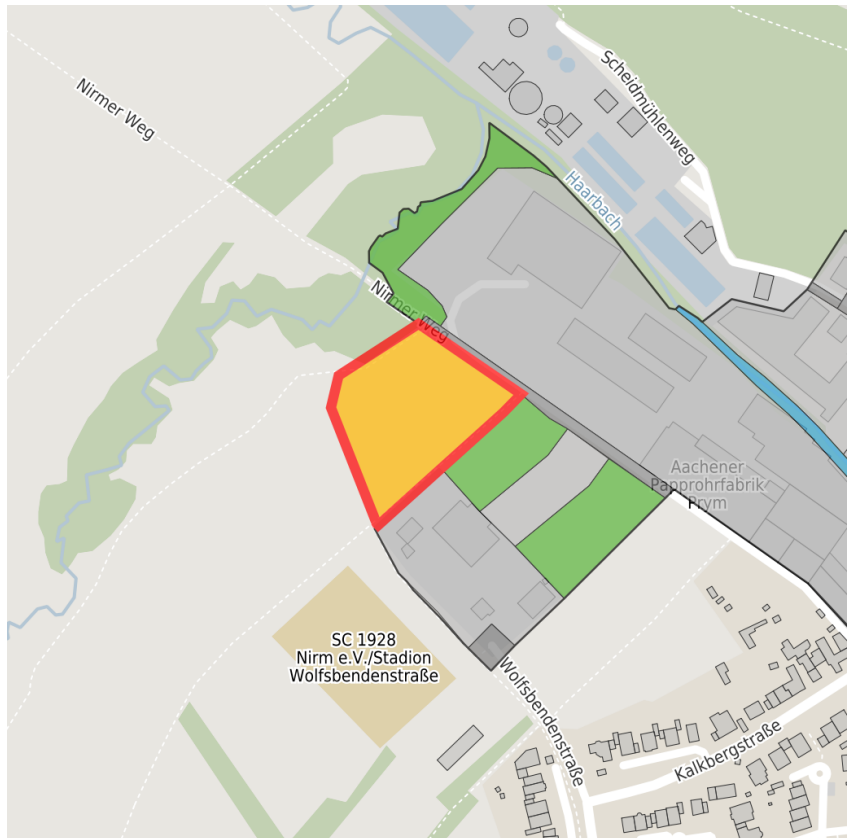 Nirmer Weg
Scheidmühlenweg
Haarbach
Nirmer Weg
Aachener
Papprohrfabrik
Prym
SC 1928
Nirm e.V./Stadion
Wolfsbendenstraße
Wolfsbendenstraße
Kalkbergstraße